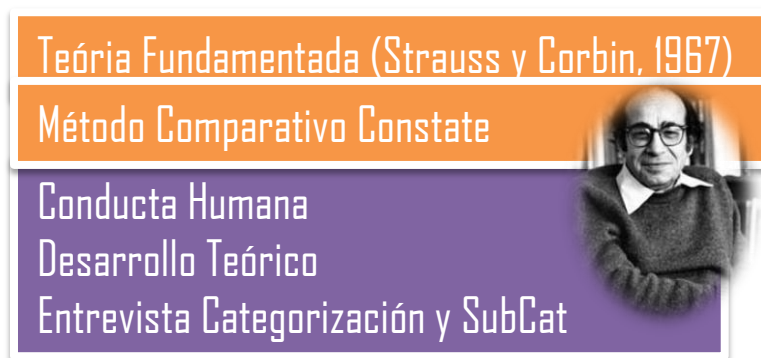 Teória Fundamentada (Strauss y Corbin, 1967)
Método Comparativo Constate
Conducta Humana
Desarrollo Teórico
Entrevista Categorización y SubCat